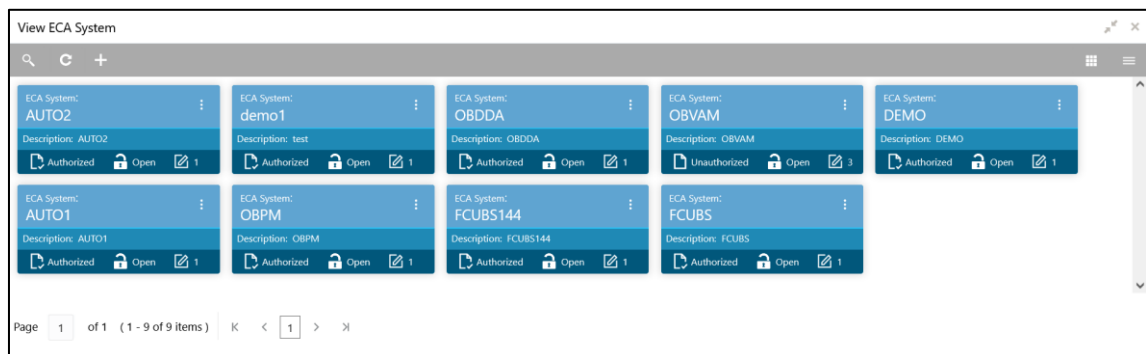 View ECA System
ECA System: ECA System: ECA System: ECA System: ECA System:
AUTO2 demo1 OBDDA OBVAM DEMO
Description: AUTO2 Description: test Description: OBDDA Description: OBVAM Description: DEMO
Authorized Open 1 Authorized Open 1 Authorized Open 1 Unauthorized Open 3 Authorized Open 1
ECA System: ECA System: ECA System: ECA System:
AUTO1 OBPM FCUBS144 FCUBS
Description: AUTO1 Description: OBPM Description: FCUBS144 Description: FCUBS
Authorized Open 1 Authorized Open 1 Authorized Open 1 Authorized Open 1
Page 1 of 1 ( 1 - 9 of 9 items ) 1